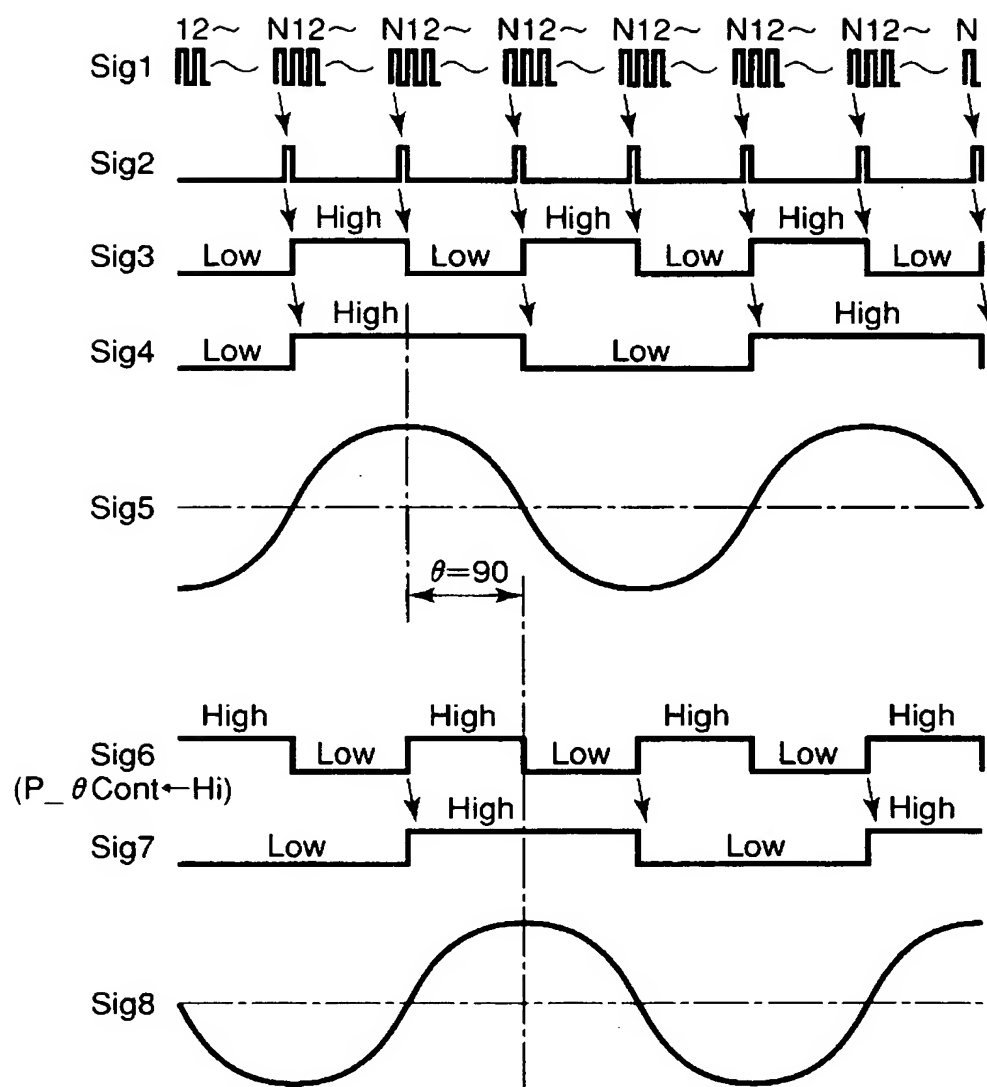 12～ N12～ N12～ N12～ N12～ N12～ N12～ N
Sig1
Sig2
High High High
Sig3 Low Low Low Low
High High
Sig4 Low Low
Sig5
θ=90
High High High High
Sig6 Low Low Low
(P_θCont←Hi)
High High
Sig7 Low Low
Sig8